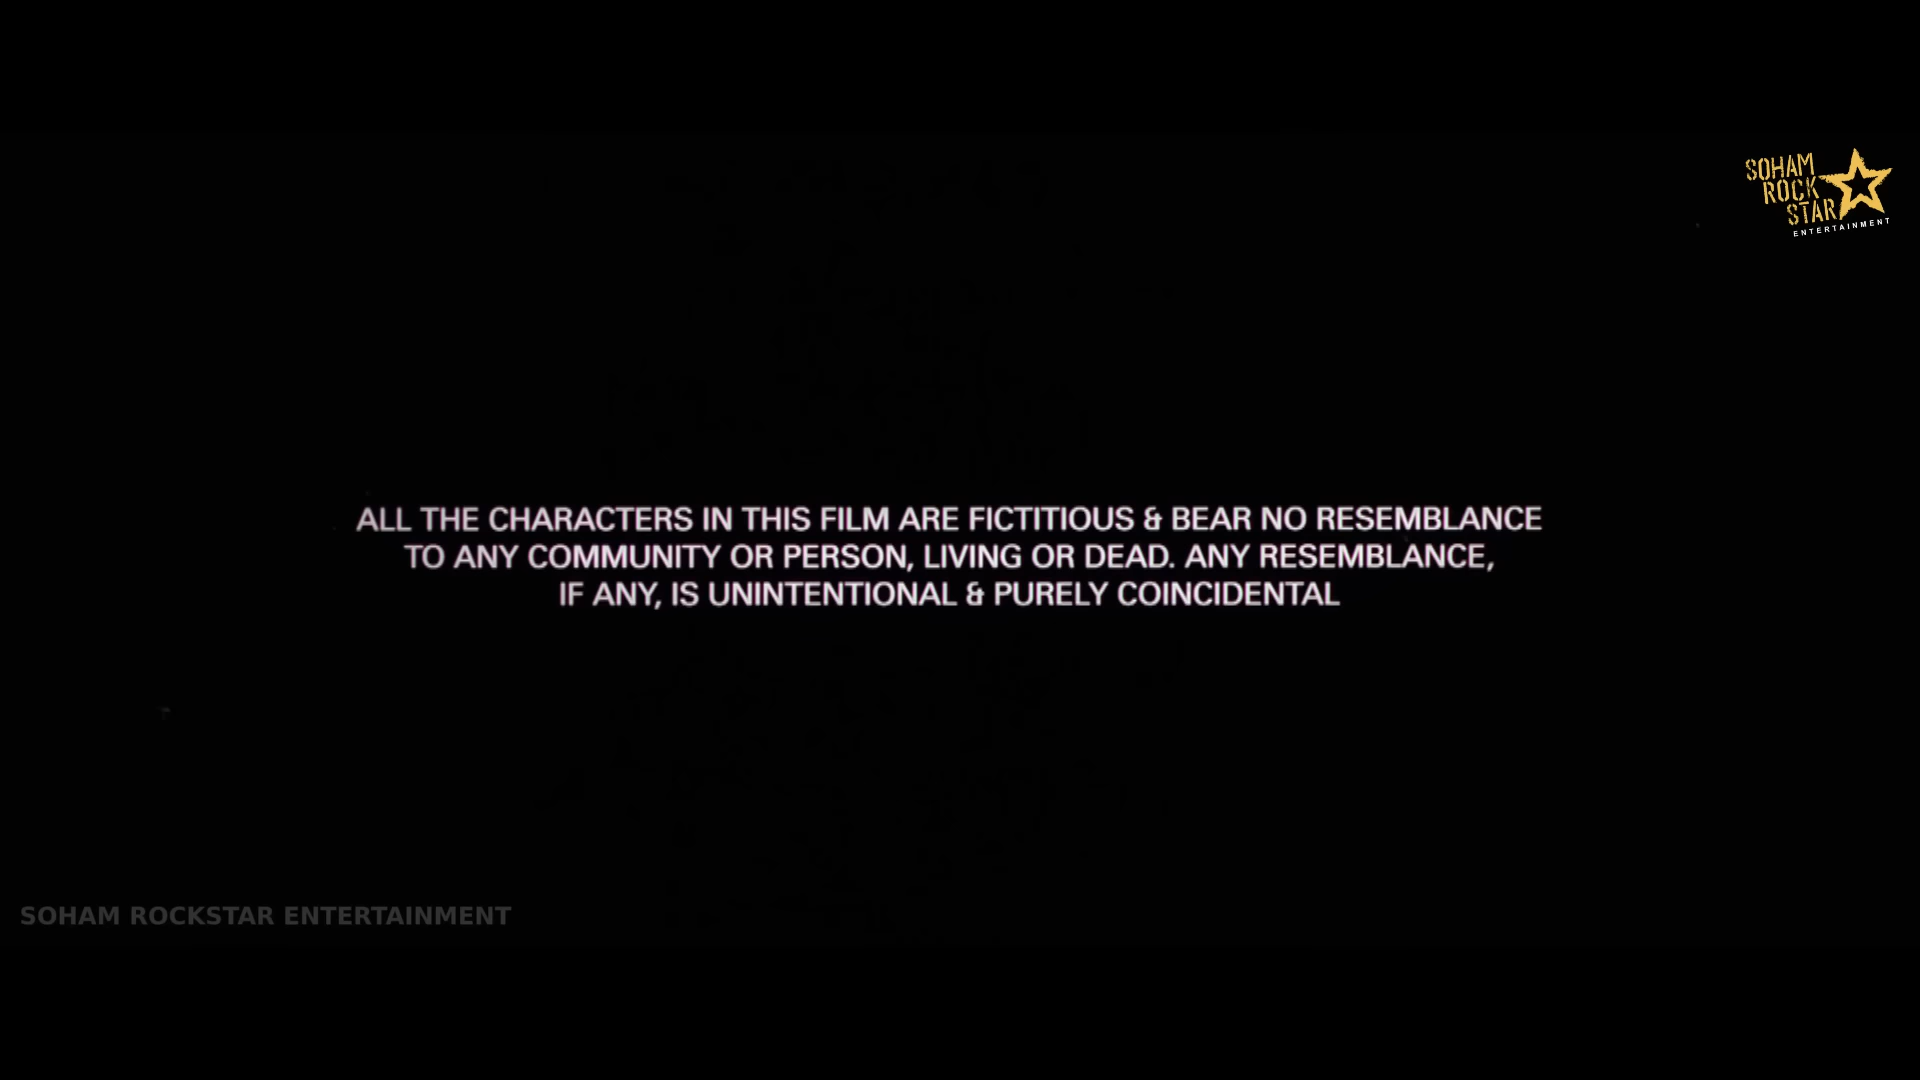 SOHAM
ROCK
STAR
ENTERTAINMENT
ALL THE CHARACTERS IN THIS FILM ARE FICTITIOUS & BEAR NO RESEMBLANCE
TO ANY COMMUNITY OR PERSON, LIVING OR DEAD. ANY RESEMBLANCE,
IF ANY, IS UNINTENTIONAL & PURELY COINCIDENTAL
SOHAM ROCKSTAR ENTERTAINMENT